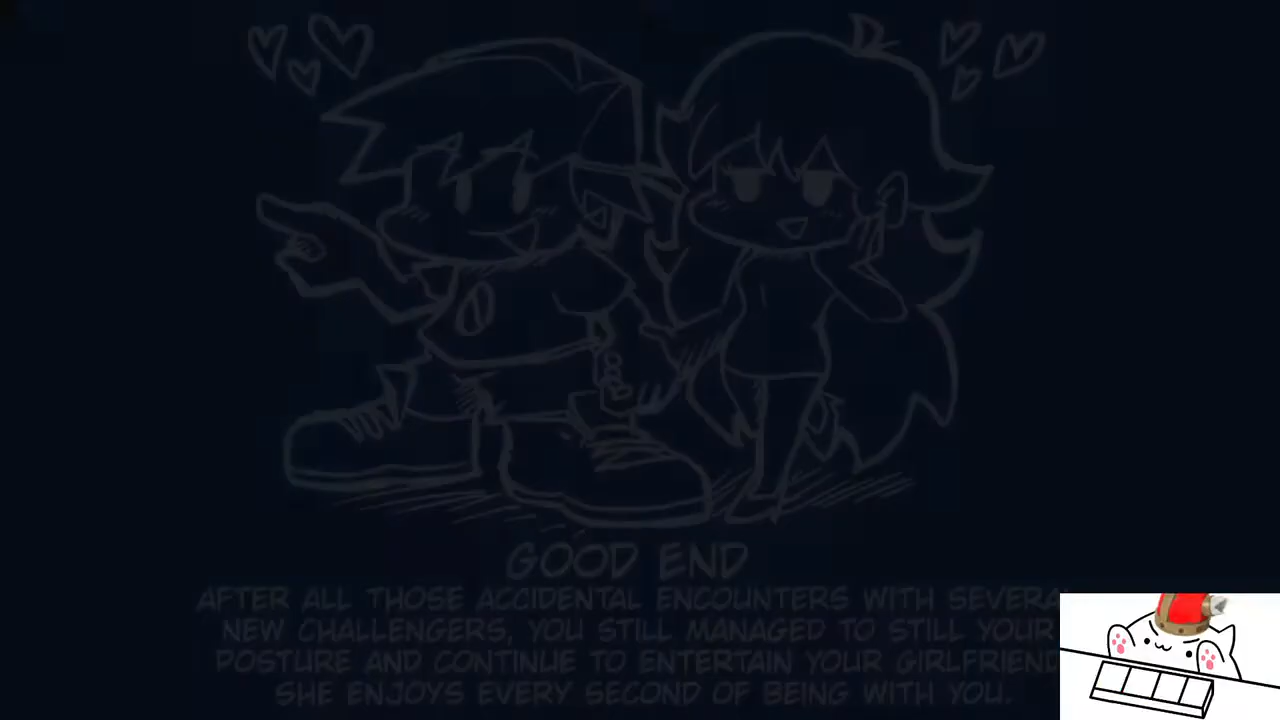 GOOD END
AFTER ALL THOSE ACCIDENTAL ENCOUNTERS WITH SEVERA
NEW CHALLENGERS. YOU STILL MANAGED TO STILL YOUR
POSTURE AND CONTINUE TO ENTERTAIN YOUR GIRLFRIEND
SHE ENJOYS EVERY SECOND OF BEING WITH YOU.